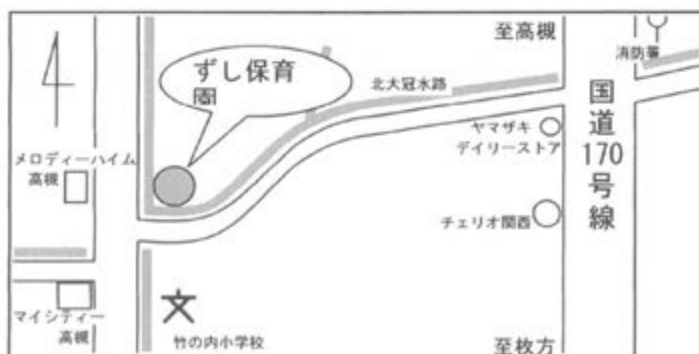 至高槻
消防署
ずし保育
園
北大冠水路
国道170号線
ヤマザキ
デイリーストア
メロディーハイム
高槻
チェリオ関西
マイシティー
高槻
竹の内小学校
至枚方